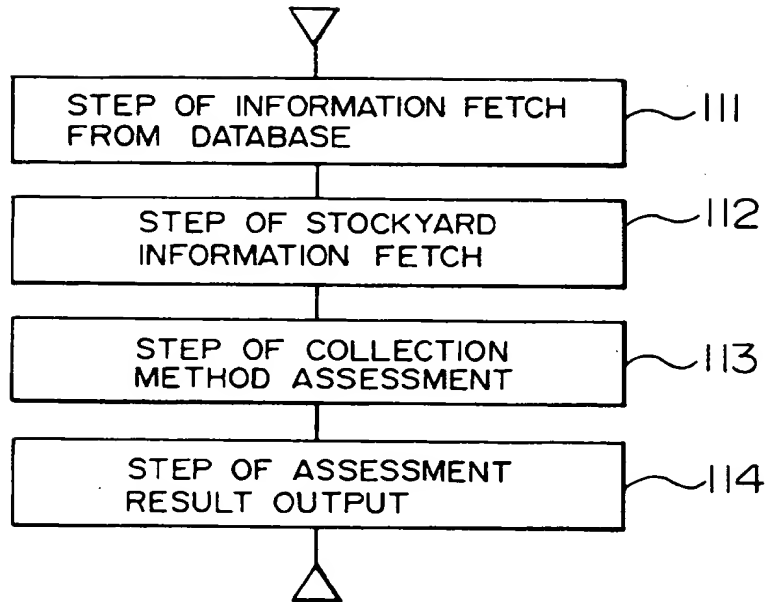 STEP OF INFORMATION FETCH
FROM DATABASE
111
STEP OF STOCKYARD
INFORMATION FETCH
112
STEP OF COLLECTION
METHOD ASSESSMENT
113
STEP OF ASSESSMENT
RESULT OUTPUT
114